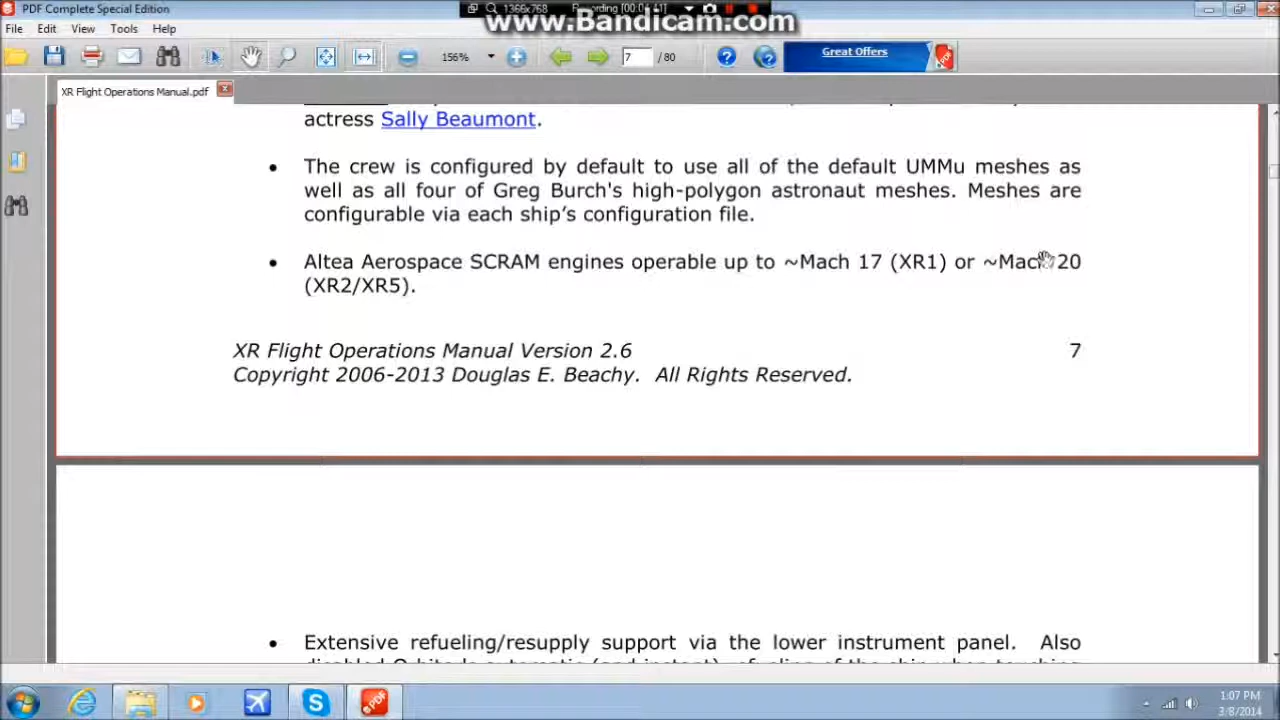 PDF Complete Special Edition
1366x768
Recording
www.Bandicam.com
File Edit View Tools Help
156%
7 / 80
Great Offers
XR Flight Operations Manual.pdf
actress Sally Beaumont.
• The crew is configured by default to use all of the default UMMu meshes as
well as all four of Greg Burch's high-polygon astronaut meshes. Meshes are
configurable via each ship's configuration file.
• Altea Aerospace SCRAM engines operable up to ~Mach 17 (XR1) or ~Mach 20
(XR2/XR5).
XR Flight Operations Manual Version 2.6 7
Copyright 2006-2013 Douglas E. Beachy. All Rights Reserved.
• Extensive refueling/resupply support via the lower instrument panel. Also
1:07 PM
3/8/2014